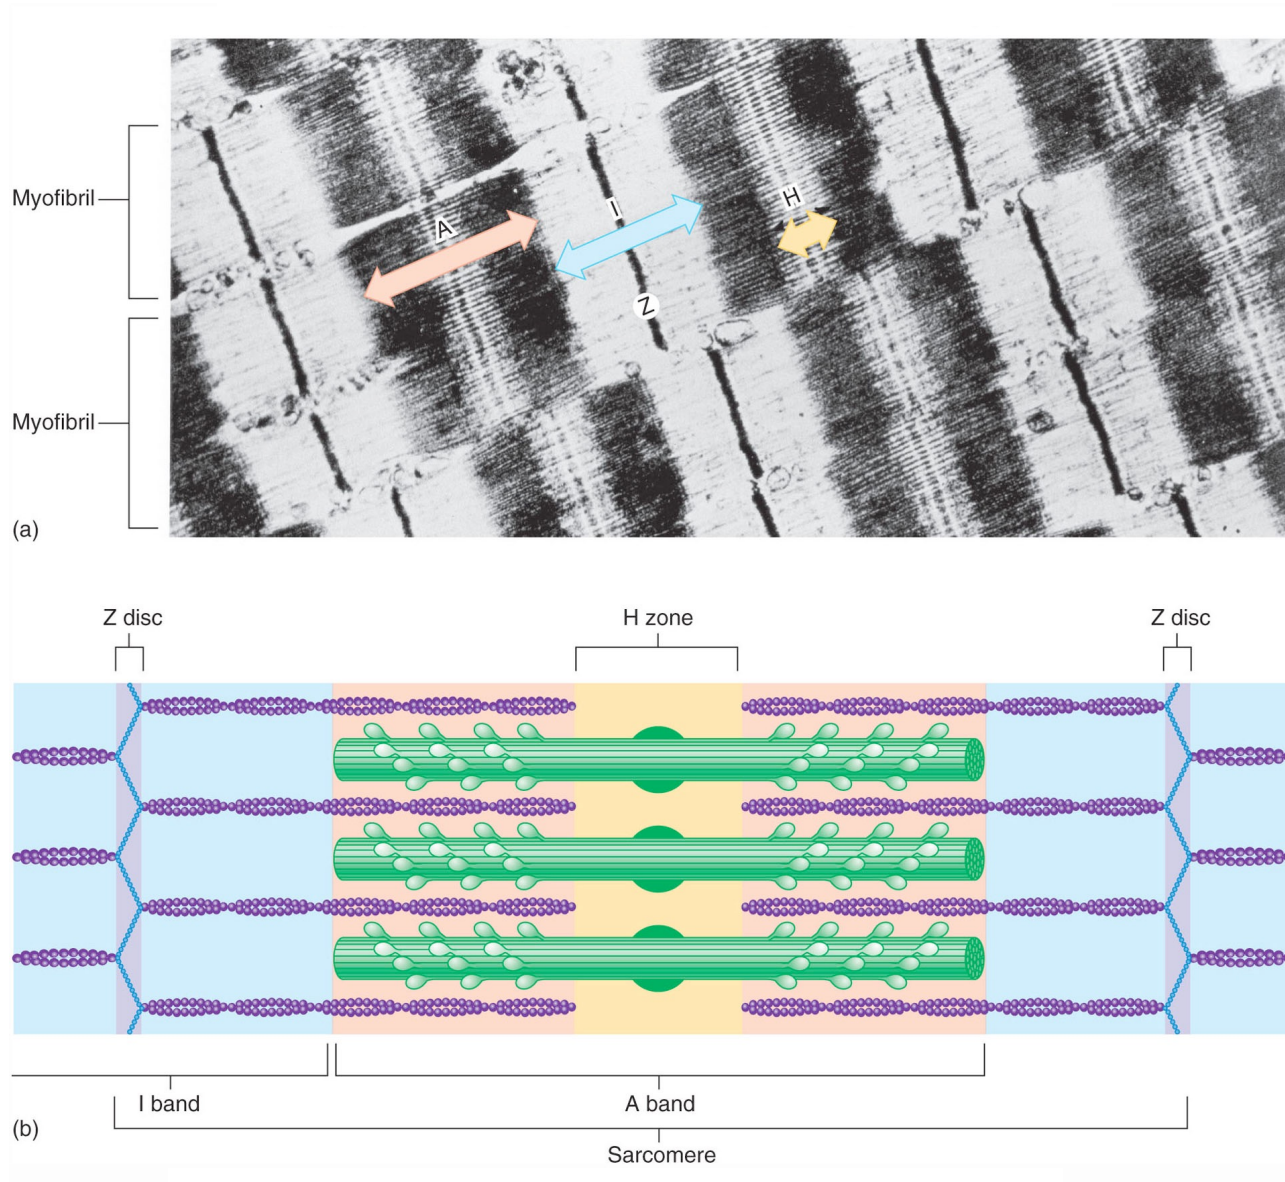 Myofibril
Myofibril
A
I
H
Z
(a)
Z disc
H zone
Z disc
I band
A band
(b)
Sarcomere